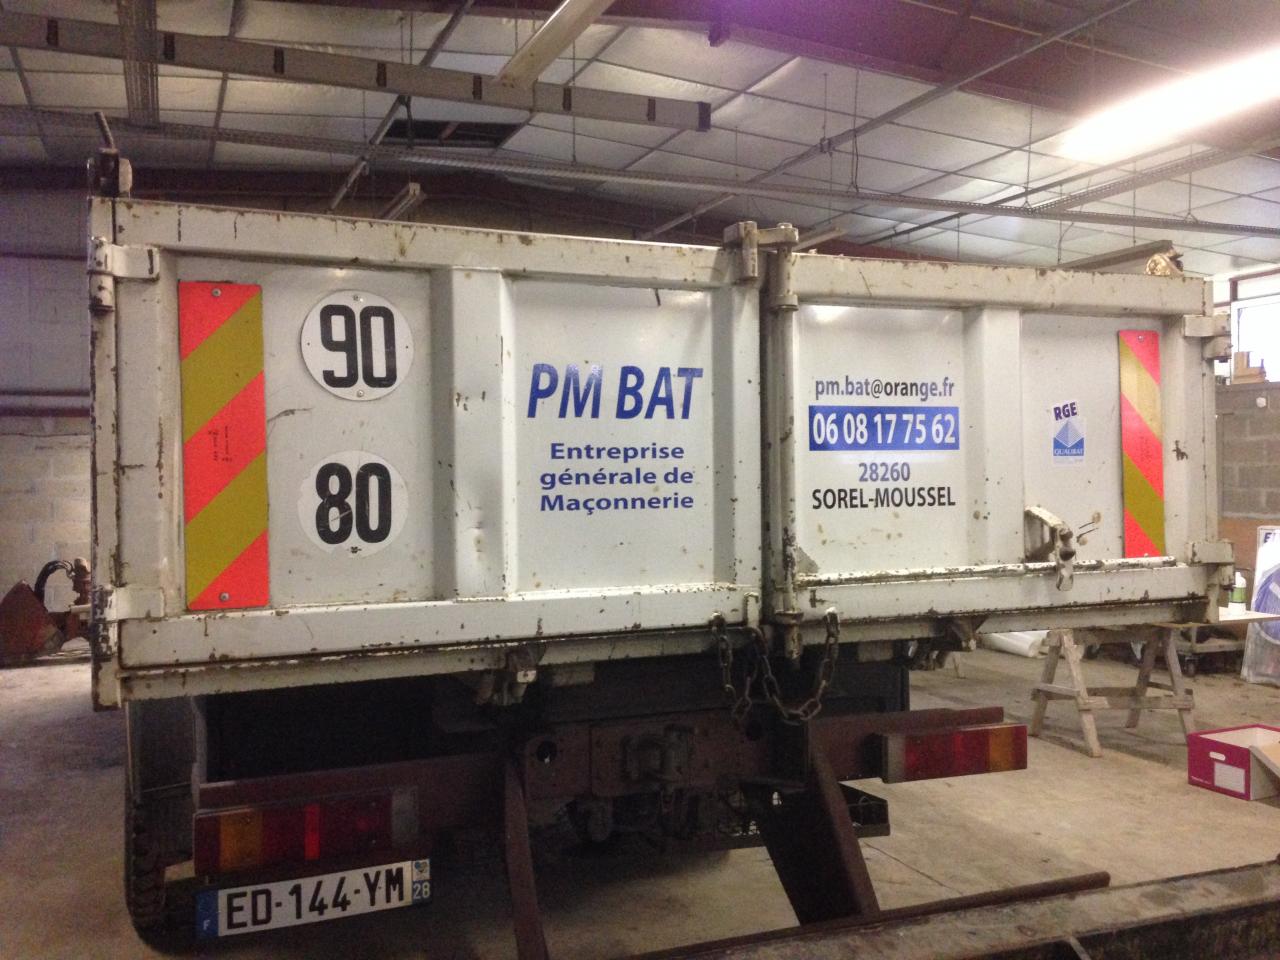 90
80
PM BAT
Entreprise
générale de
Maçonnerie
pm.bat@orange.fr
06 08 17 75 62
28260
SOREL-MOUSSEL
RGE
QUALIBAT
F ED-144-YM 28